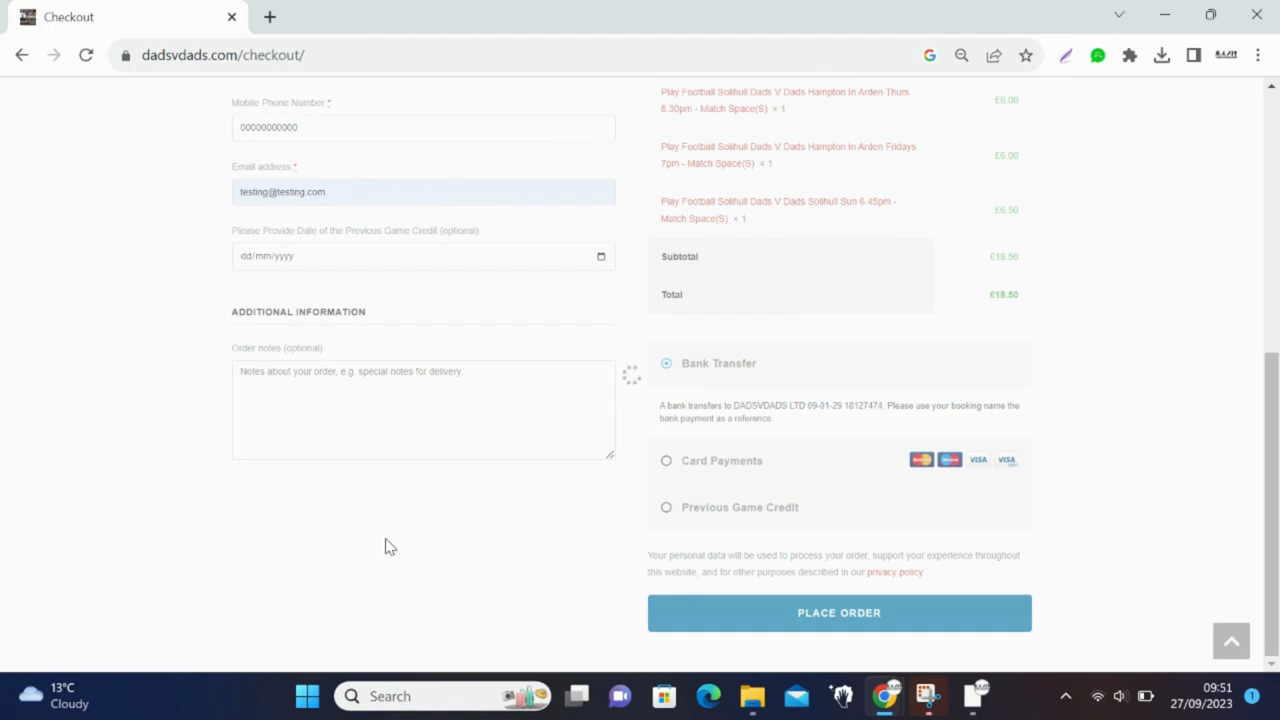 Checkout
dadsvdads.com/checkout/
Mobile Phone Number *
00000000000
Email address *
testing@testing.com
Please Provide Date of the Previous Game Credit (optional)
dd/mm/yyyy
ADDITIONAL INFORMATION
Order notes (optional)
Notes about your order, e.g. special notes for delivery.
Play Football Solihull Dads V Dads Hampton In Arden Thurs £6.00
8.30pm - Match Space(S) × 1
Play Football Solihull Dads V Dads Hampton In Arden Fridays £6.00
7pm - Match Space(S) × 1
Play Football Solihull Dads V Dads Solihull Sun 6.45pm - £6.50
Match Space(S) × 1
Subtotal £18.50
Total £18.50
Bank Transfer
A bank transfers to DADSVDADS LTD 09-01-29 18127474. Please use your booking name the
bank payment as a reference.
Card Payments VISA VISA
Previous Game Credit
Your personal data will be used to process your order, support your experience throughout
this website, and for other purposes described in our privacy policy.
PLACE ORDER
13°C
Cloudy
Search
09:51
27/09/2023
1